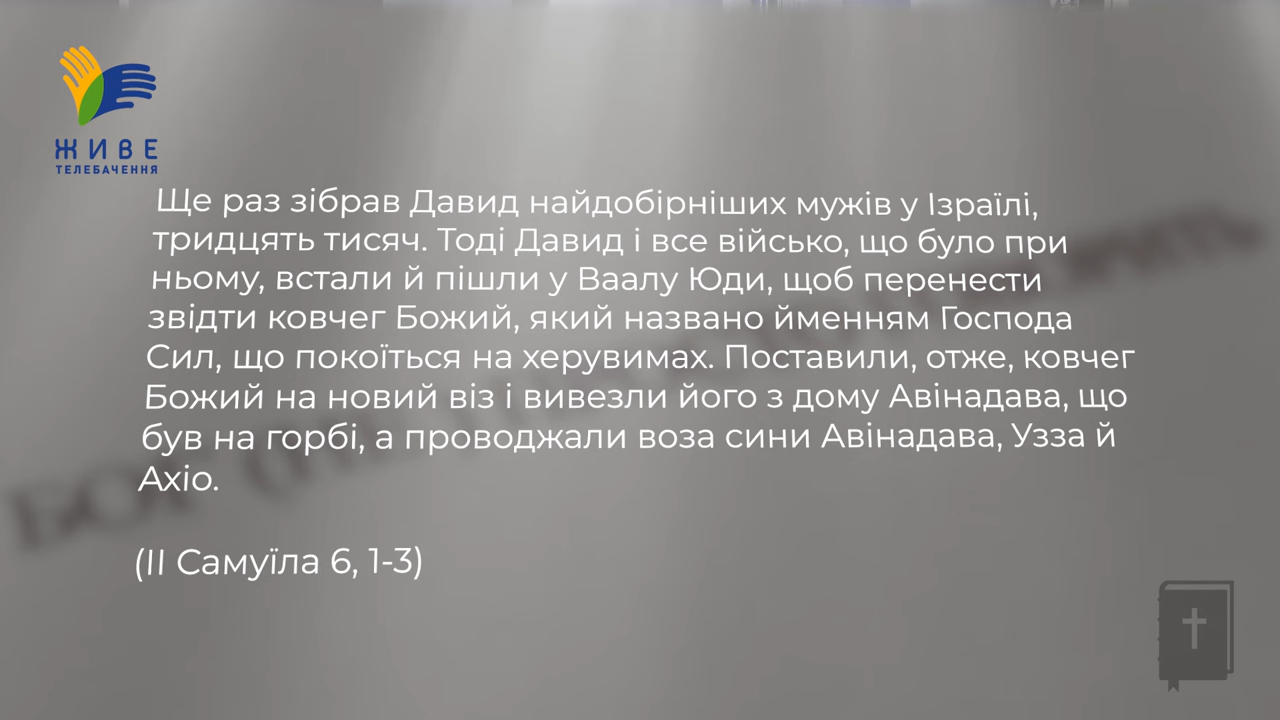 ЖИВЕ
ТЕЛЕБАЧЕННЯ
Ще раз зібрав Давид найдобірніших мужів у Ізраїлі,
тридцять тисяч. Тоді Давид і все військо, що було при
ньому, встали й пішли у Ваалу Юди, щоб перенести
звідти ковчег Божий, який названо йменням Господа
Сил, що покоїться на херувимах. Поставили, отже, ковчег
Божий на новий віз і вивезли його з дому Авінадава, що
був на горбі, а проводжали воза сини Авінадава, Узза й
Ахіо.
(II Самуїла 6, 1-3)